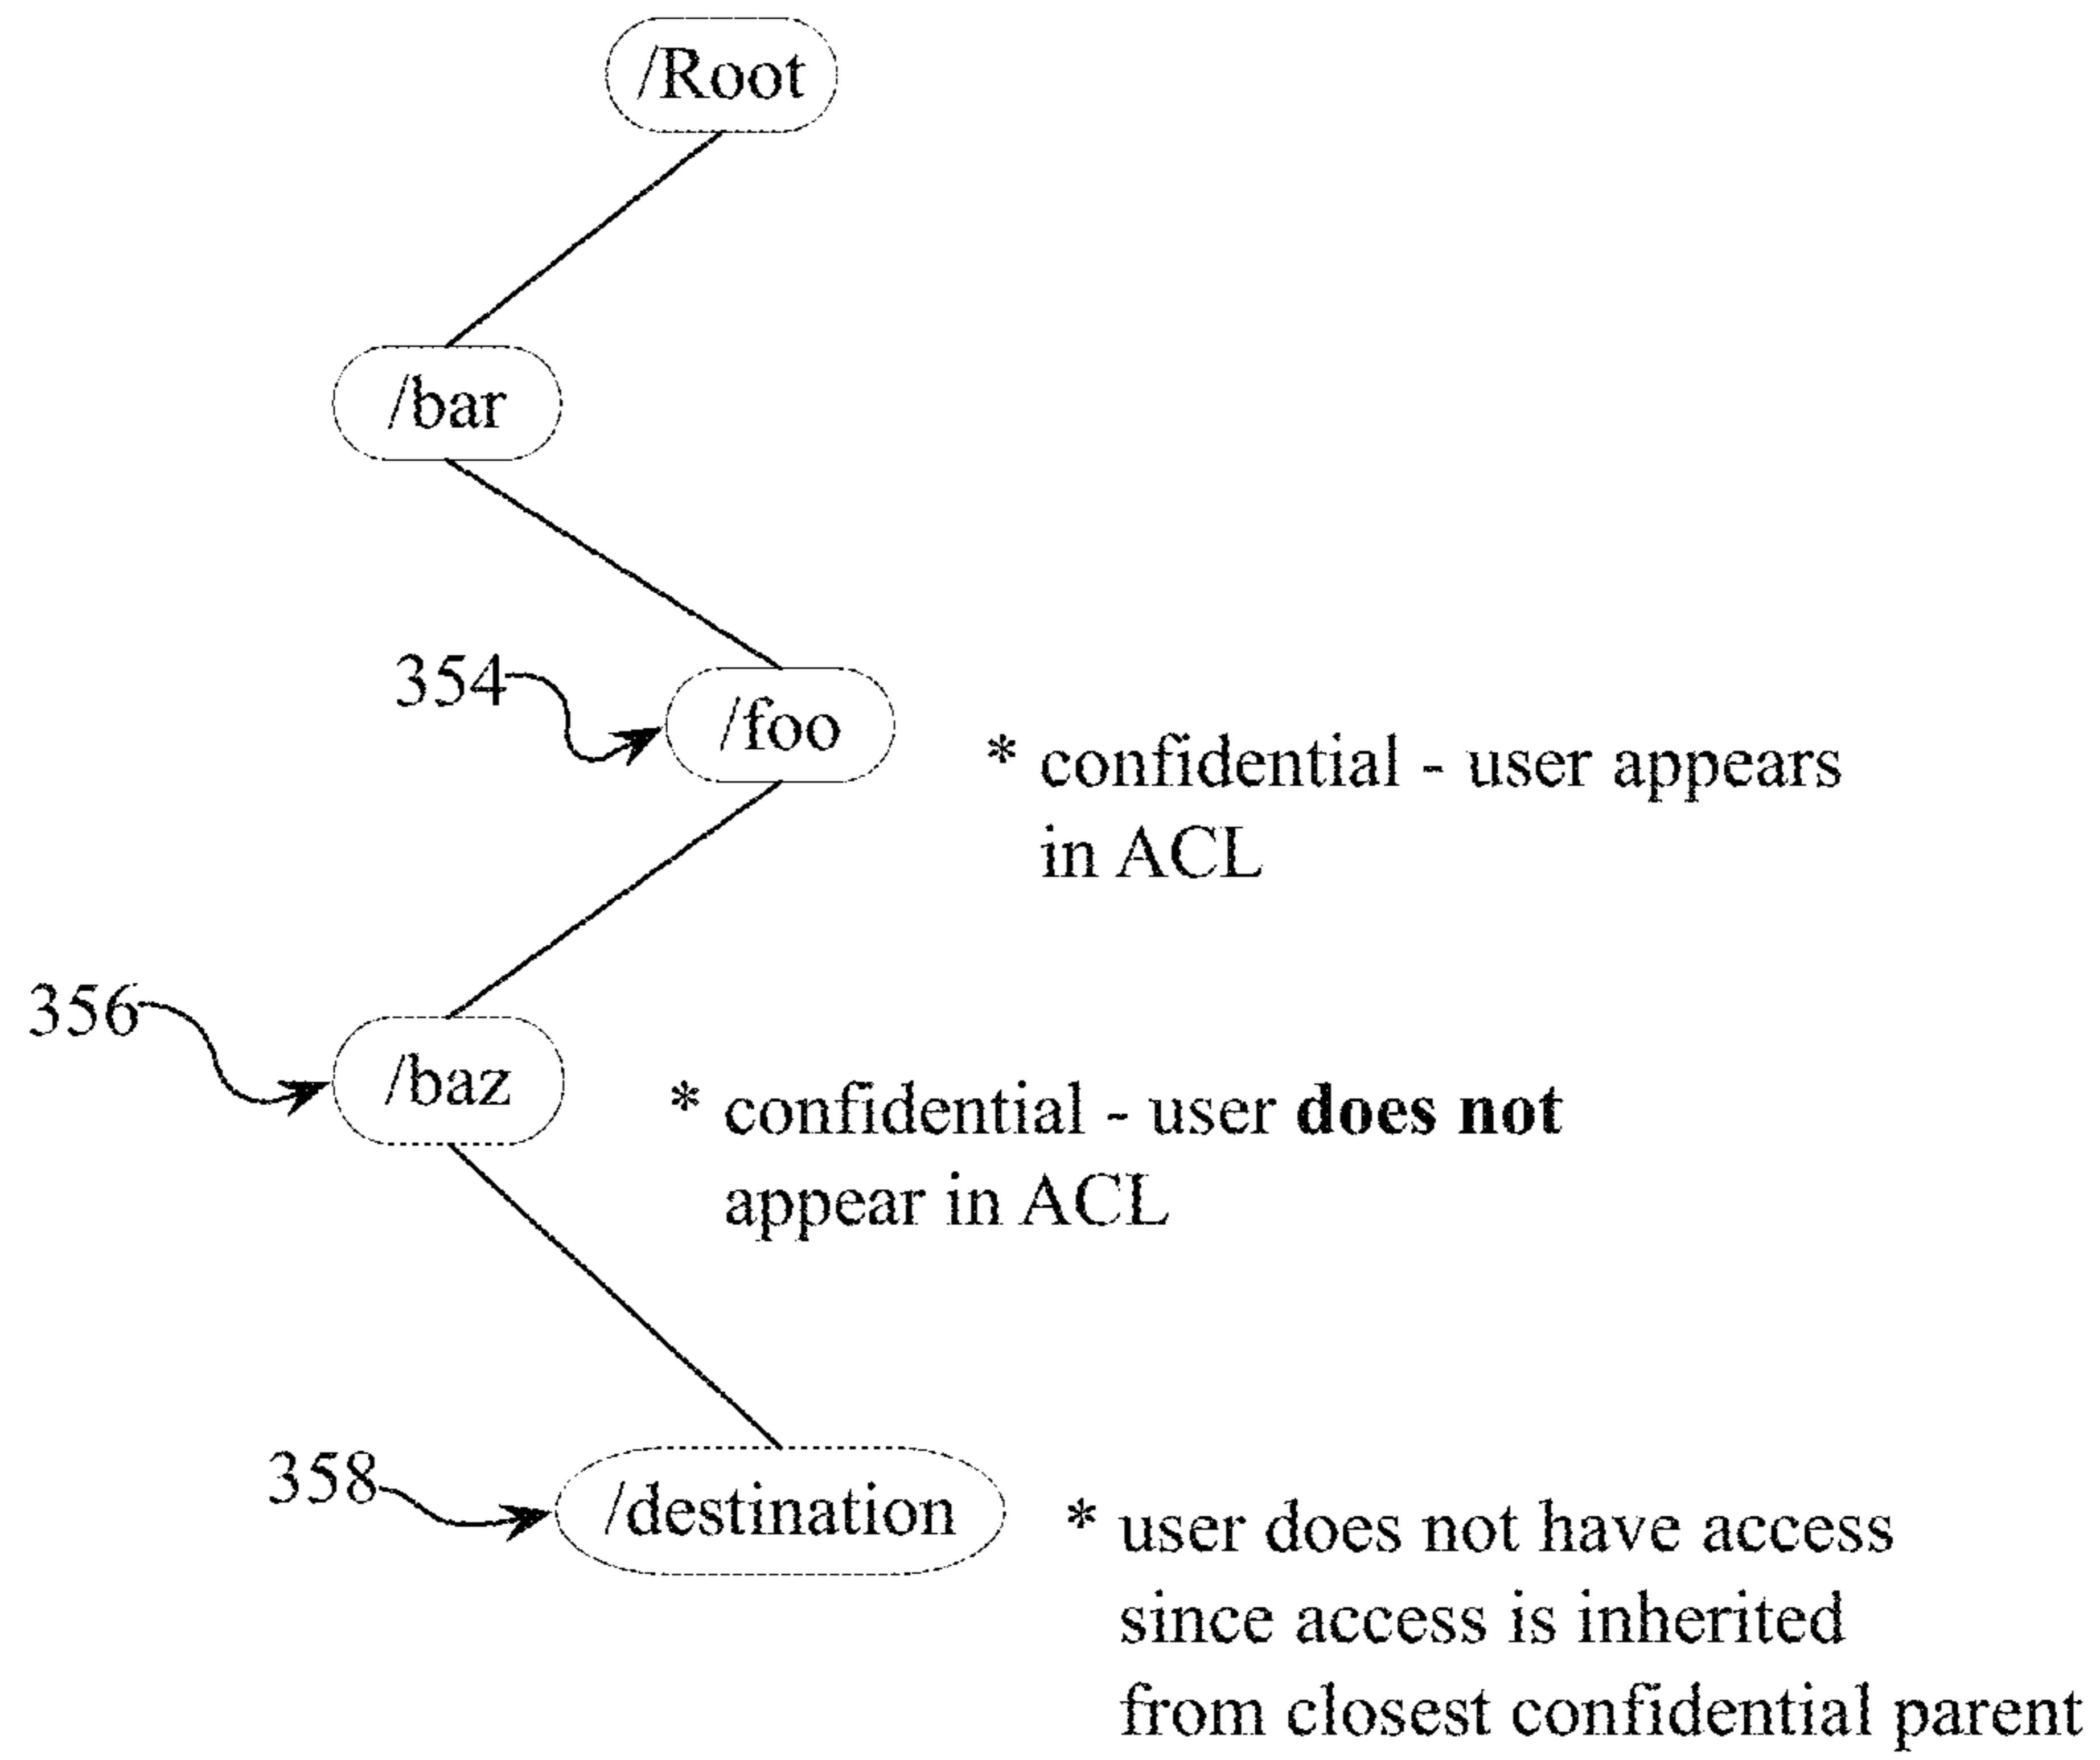 /Root
/bar
354
/foo
* confidential - user appears
in ACL
356
/baz
* confidential - user does not
appear in ACL
358
/destination
* user does not have access
since access is inherited
from closest confidential parent